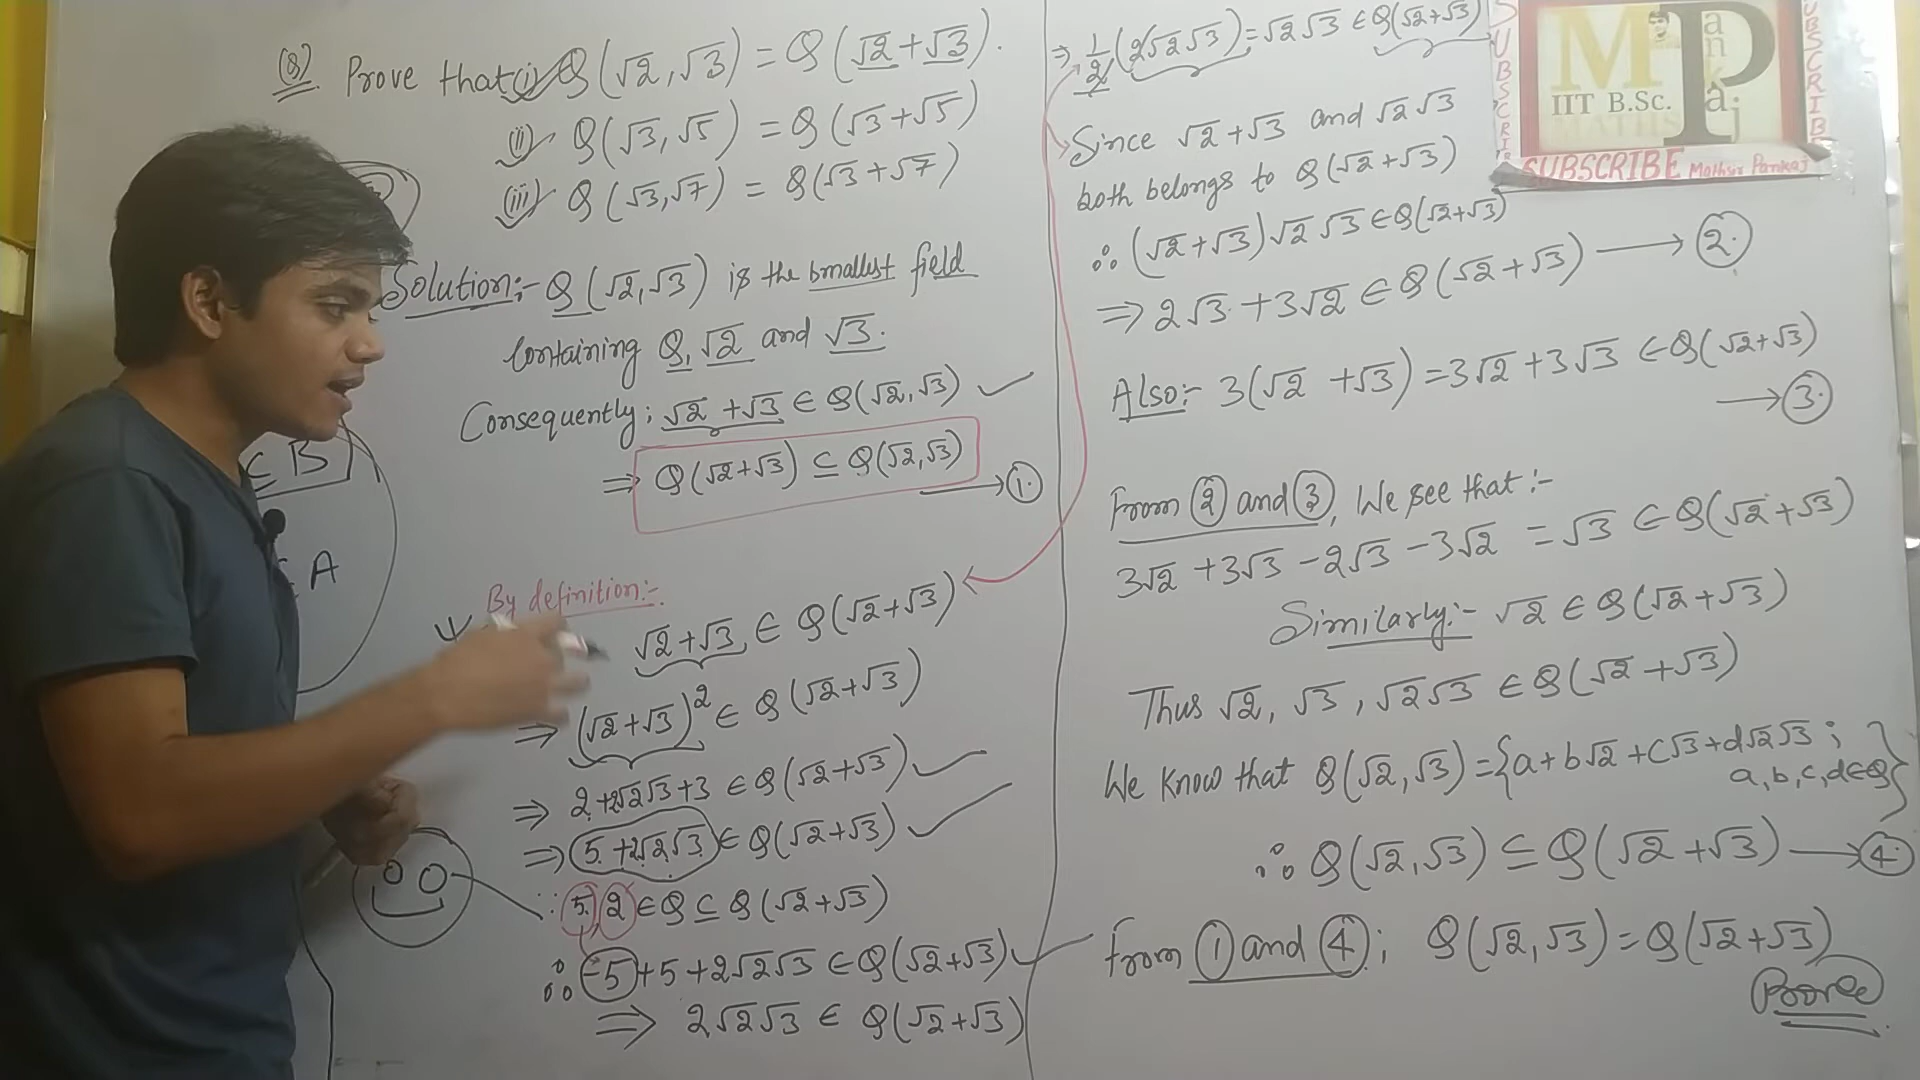 (8). Prove that (i) Q(√2,√3) = Q(√2+√3).
(ii) Q(√3,√5) = Q(√3+√5)
(iii) Q(√3,√7) = Q(√3+√7)
Solution:- Q(√2,√3) is the smallest field
containing Q, √2 and √3.
Consequently; √2+√3 ∈ Q(√2,√3)
⇒ Q(√2+√3) ⊆ Q(√2,√3) → ①
By definition:-
√2+√3 ∈ Q(√2+√3)
⇒ (√2+√3)² ∈ Q(√2+√3)
⇒ 2+2√2√3+3 ∈ Q(√2+√3)
⇒ 5+2√2√3 ∈ Q(√2+√3)
∵ 5, 2 ∈ Q ⊆ Q(√2+√3)
∴ -5+5+2√2√3 ∈ Q(√2+√3)
⇒ 2√2√3 ∈ Q(√2+√3)
⊆ B
A
⇒ 1/2(2√2√3) = √2√3 ∈ Q(√2+√3)
Since √2+√3 and √2√3
both belongs to Q(√2+√3)
∴ (√2+√3)√2√3 ∈ Q(√2+√3)
⇒ 2√3+3√2 ∈ Q(√2+√3) → ②
Also:- 3(√2+√3) = 3√2+3√3 ∈ Q(√2+√3)
→ ③
From ② and ③, We see that:-
3√2+3√3-2√3-3√2 = √3 ∈ Q(√2+√3)
Similarly:- √2 ∈ Q(√2+√3)
Thus √2, √3, √2√3 ∈ Q(√2+√3)
We know that Q(√2,√3) = {a+b√2+c√3+d√2√3;
a,b,c,d∈Q}
∴ Q(√2,√3) ⊆ Q(√2+√3) → ④
From ① and ④; Q(√2,√3) = Q(√2+√3)
Prove
MP
ankaj
IIT B.Sc.
MATHS
SUBSCRIBE Mathsir Pankaj
SUBSCRIBE
SUBSCRIBE